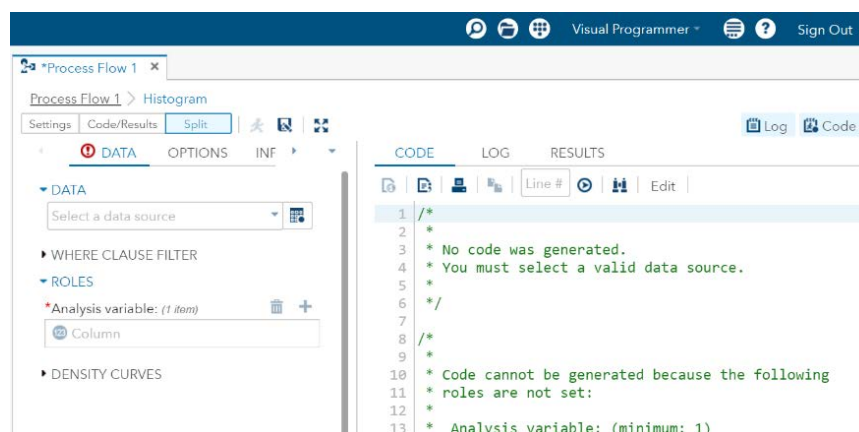 Visual Programmer Sign Out
*Process Flow 1 ×
Process Flow 1 > Histogram
Settings Code/Results Split Log Code
DATA OPTIONS INF
CODE LOG RESULTS
DATA
Select a data source
Line # Edit
WHERE CLAUSE FILTER
ROLES
*Analysis variable: (1 item)
Column
DENSITY CURVES
1 /*
2 *
3 * No code was generated.
4 * You must select a valid data source.
5 *
6 */
7
8 /*
9 *
10 * Code cannot be generated because the following
11 * roles are not set:
12 *
13 * Analysis variable: (minimum: 1)